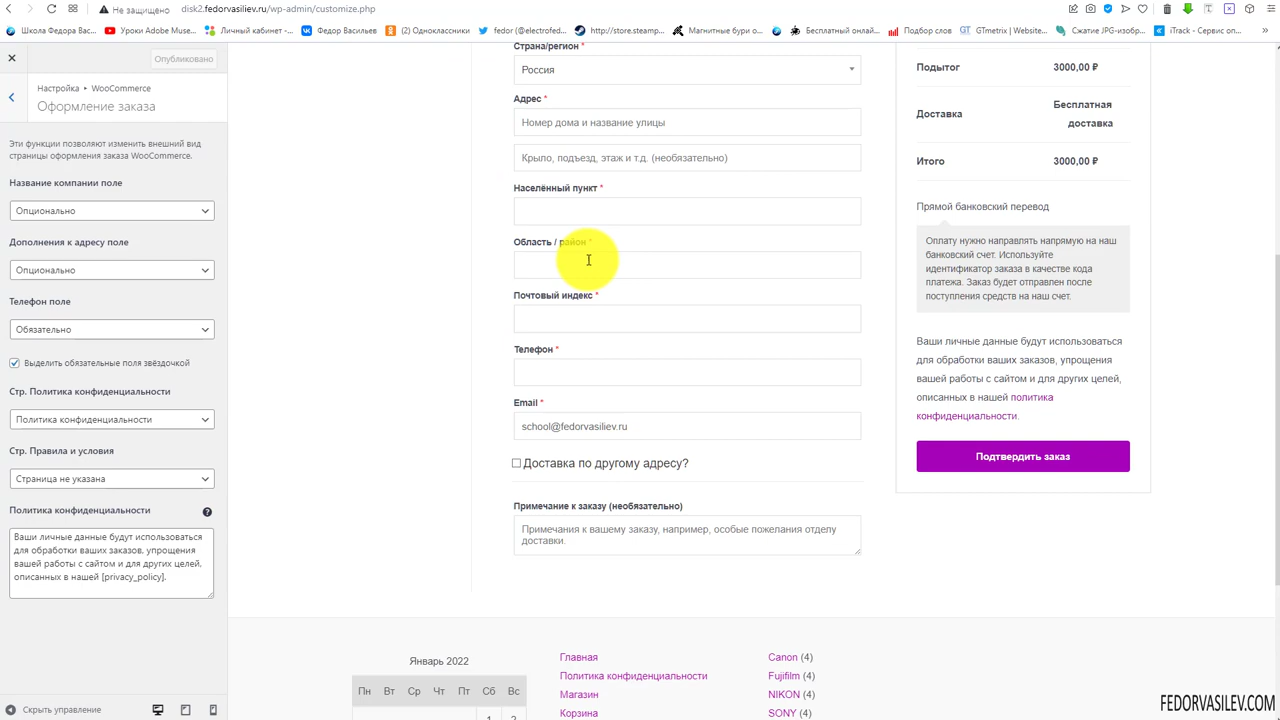 Не защищено
disk2.fedorvasiliev.ru/wp-admin/customize.php
Школа Федора Вас...
Уроки Adobe Muse...
Личный кабинет -...
Федор Васильев
(2) Одноклассники
fedor (@electrofed...
http://store.steamp...
Магнитные бури о...
Бесплатный онлай...
Подбор слов
GT
GTmetrix | Website...
Сжатие JPG-изобр...
iTrack - Сервис оп...
Опубликовано
Настройка ▸ WooCommerce
Оформление заказа
Эти функции позволяют изменить внешний вид
страницы оформления заказа WooCommerce.
Название компании поле
Опционально
Дополнения к адресу поле
Опционально
Телефон поле
Обязательно
Выделить обязательные поля звёздочкой
Стр. Политика конфиденциальности
Политика конфиденциальности
Стр. Правила и условия
Страница не указана
Политика конфиденциальности
Ваши личные данные будут использоваться
для обработки ваших заказов, упрощения
вашей работы с сайтом и для других целей,
описанных в нашей [privacy_policy].
Скрыть управление
Страна/регион *
Россия
Адрес *
Номер дома и название улицы
Крыло, подъезд, этаж и т.д. (необязательно)
Населённый пункт *
Область / район *
Почтовый индекс *
Телефон *
Email *
school@fedorvasiliev.ru
Доставка по другому адресу?
Примечание к заказу (необязательно)
Примечания к вашему заказу, например, особые пожелания отделу
доставки.
Подытог 3000,00 ₽
Доставка Бесплатная
доставка
Итого 3000,00 ₽
Прямой банковский перевод
Оплату нужно направлять напрямую на наш
банковский счет. Используйте
идентификатор заказа в качестве кода
платежа. Заказ будет отправлен после
поступления средств на наш счет.
Ваши личные данные будут использоваться
для обработки ваших заказов, упрощения
вашей работы с сайтом и для других целей,
описанных в нашей политика
конфиденциальности.
Подтвердить заказ
Январь 2022
Пн Вт Ср Чт Пт Сб Вс
1 2
Главная
Политика конфиденциальности
Магазин
Корзина
Canon (4)
Fujifilm (4)
NIKON (4)
SONY (4)
FEDORVASILEV.COM